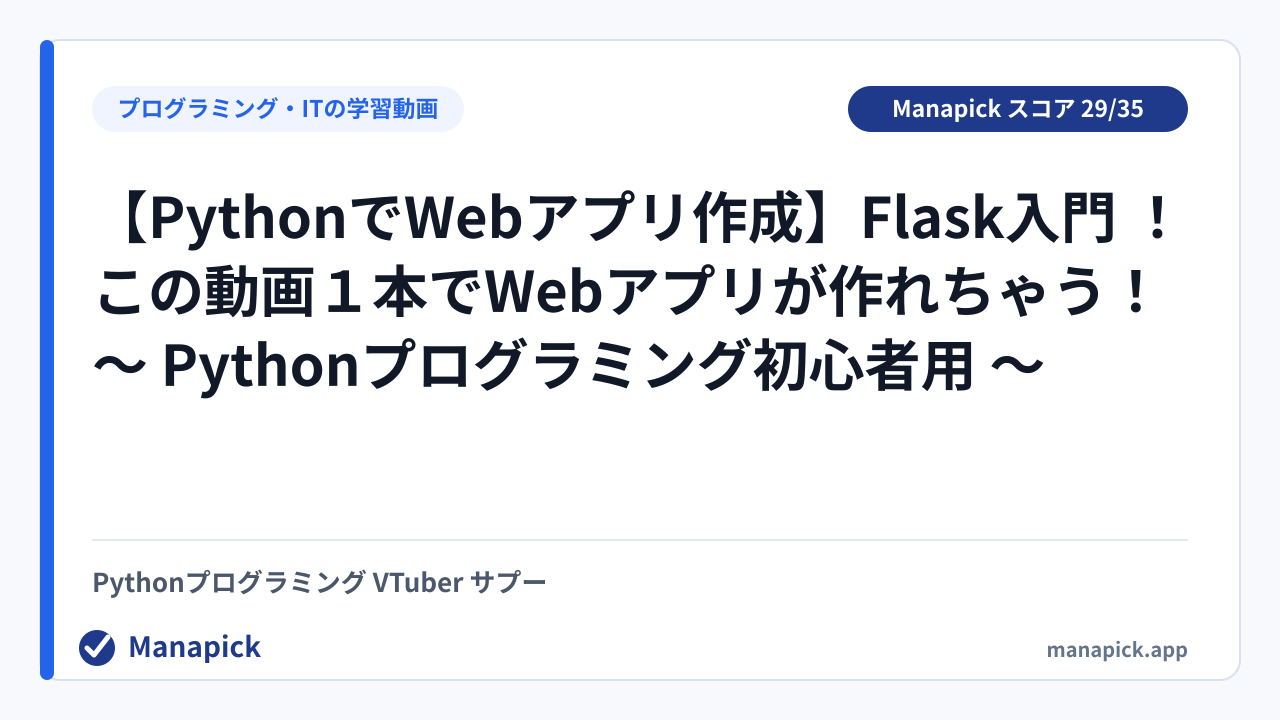 プログラミング・ITの学習動画
Manapick スコア 29/35
【PythonでWebアプリ作成】Flask入門 ！
この動画１本でWebアプリが作れちゃう！
〜 Pythonプログラミング初心者用 〜
Pythonプログラミング VTuber サプー
Manapick
manapick.app